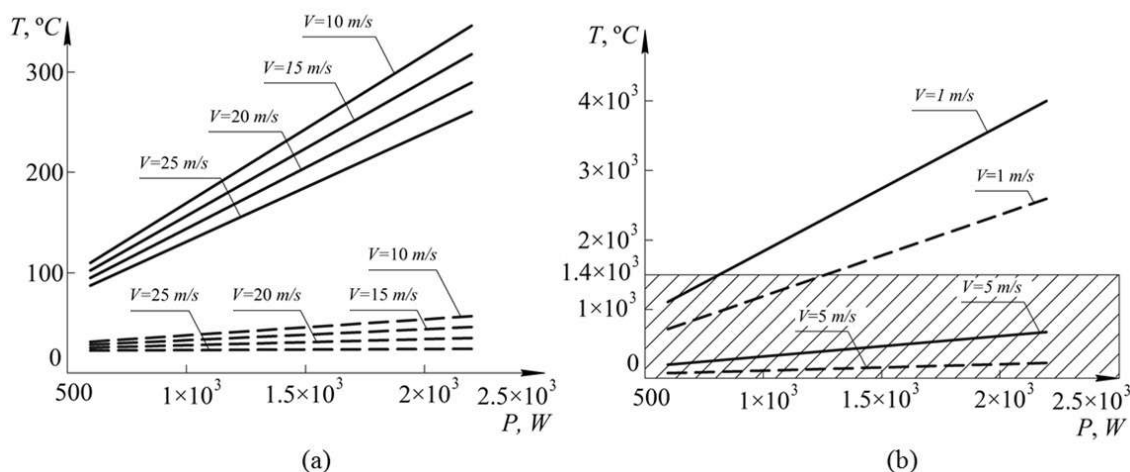 T, ºC
300
200
100
0
500
1×10³
1.5×10³
2×10³
2.5×10³
P, W
V=10 m/s
V=15 m/s
V=20 m/s
V=25 m/s
V=10 m/s
V=25 m/s
V=20 m/s
V=15 m/s
(a)
T, ºC
4×10³
3×10³
2×10³
1.4×10³
1×10³
0
500
1×10³
1.5×10³
2×10³
2.5×10³
P, W
V=1 m/s
V=1 m/s
V=5 m/s
V=5 m/s
(b)